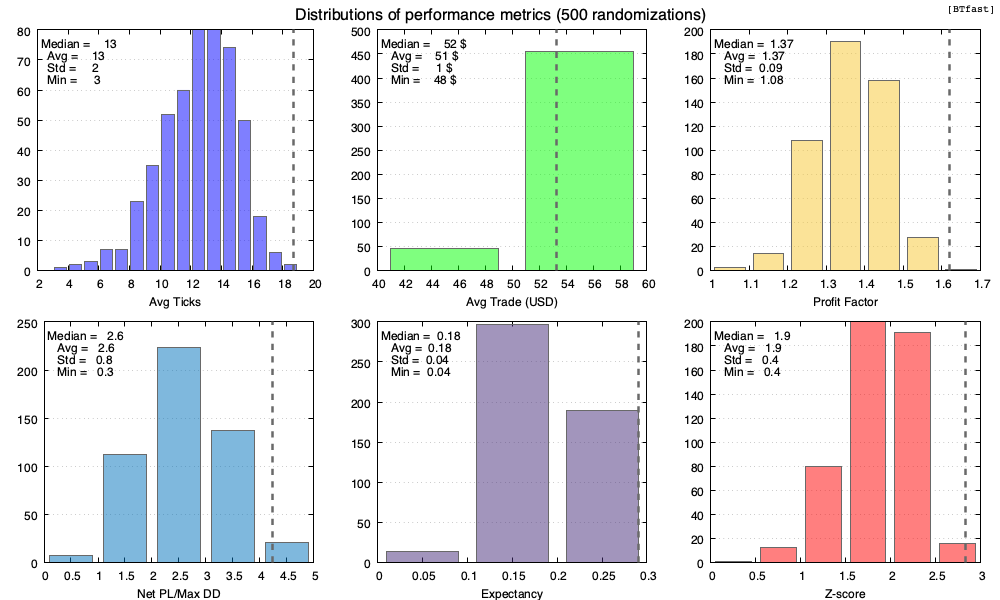 Distributions of performance metrics (500 randomizations)
[BTfast]
Median = 13
Avg = 13
Std = 2
Min = 3
80
70
60
50
40
30
20
10
0
2 4 6 8 10 12 14 16 18 20
Avg Ticks
Median = 52 $
Avg = 51 $
Std = 1 $
Min = 48 $
500
450
400
350
300
250
200
150
100
50
0
40 42 44 46 48 50 52 54 56 58 60
Avg Trade (USD)
Median = 1.37
Avg = 1.37
Std = 0.09
Min = 1.08
200
180
160
140
120
100
80
60
40
20
0
1 1.1 1.2 1.3 1.4 1.5 1.6 1.7
Profit Factor
Median = 2.6
Avg = 2.6
Std = 0.8
Min = 0.3
250
200
150
100
50
0
0 0.5 1 1.5 2 2.5 3 3.5 4 4.5 5
Net PL/Max DD
Median = 0.18
Avg = 0.18
Std = 0.04
Min = 0.04
300
250
200
150
100
50
0
0 0.05 0.1 0.15 0.2 0.25 0.3
Expectancy
Median = 1.9
Avg = 1.9
Std = 0.4
Min = 0.4
200
180
160
140
120
100
80
60
40
20
0
0 0.5 1 1.5 2 2.5 3
Z-score